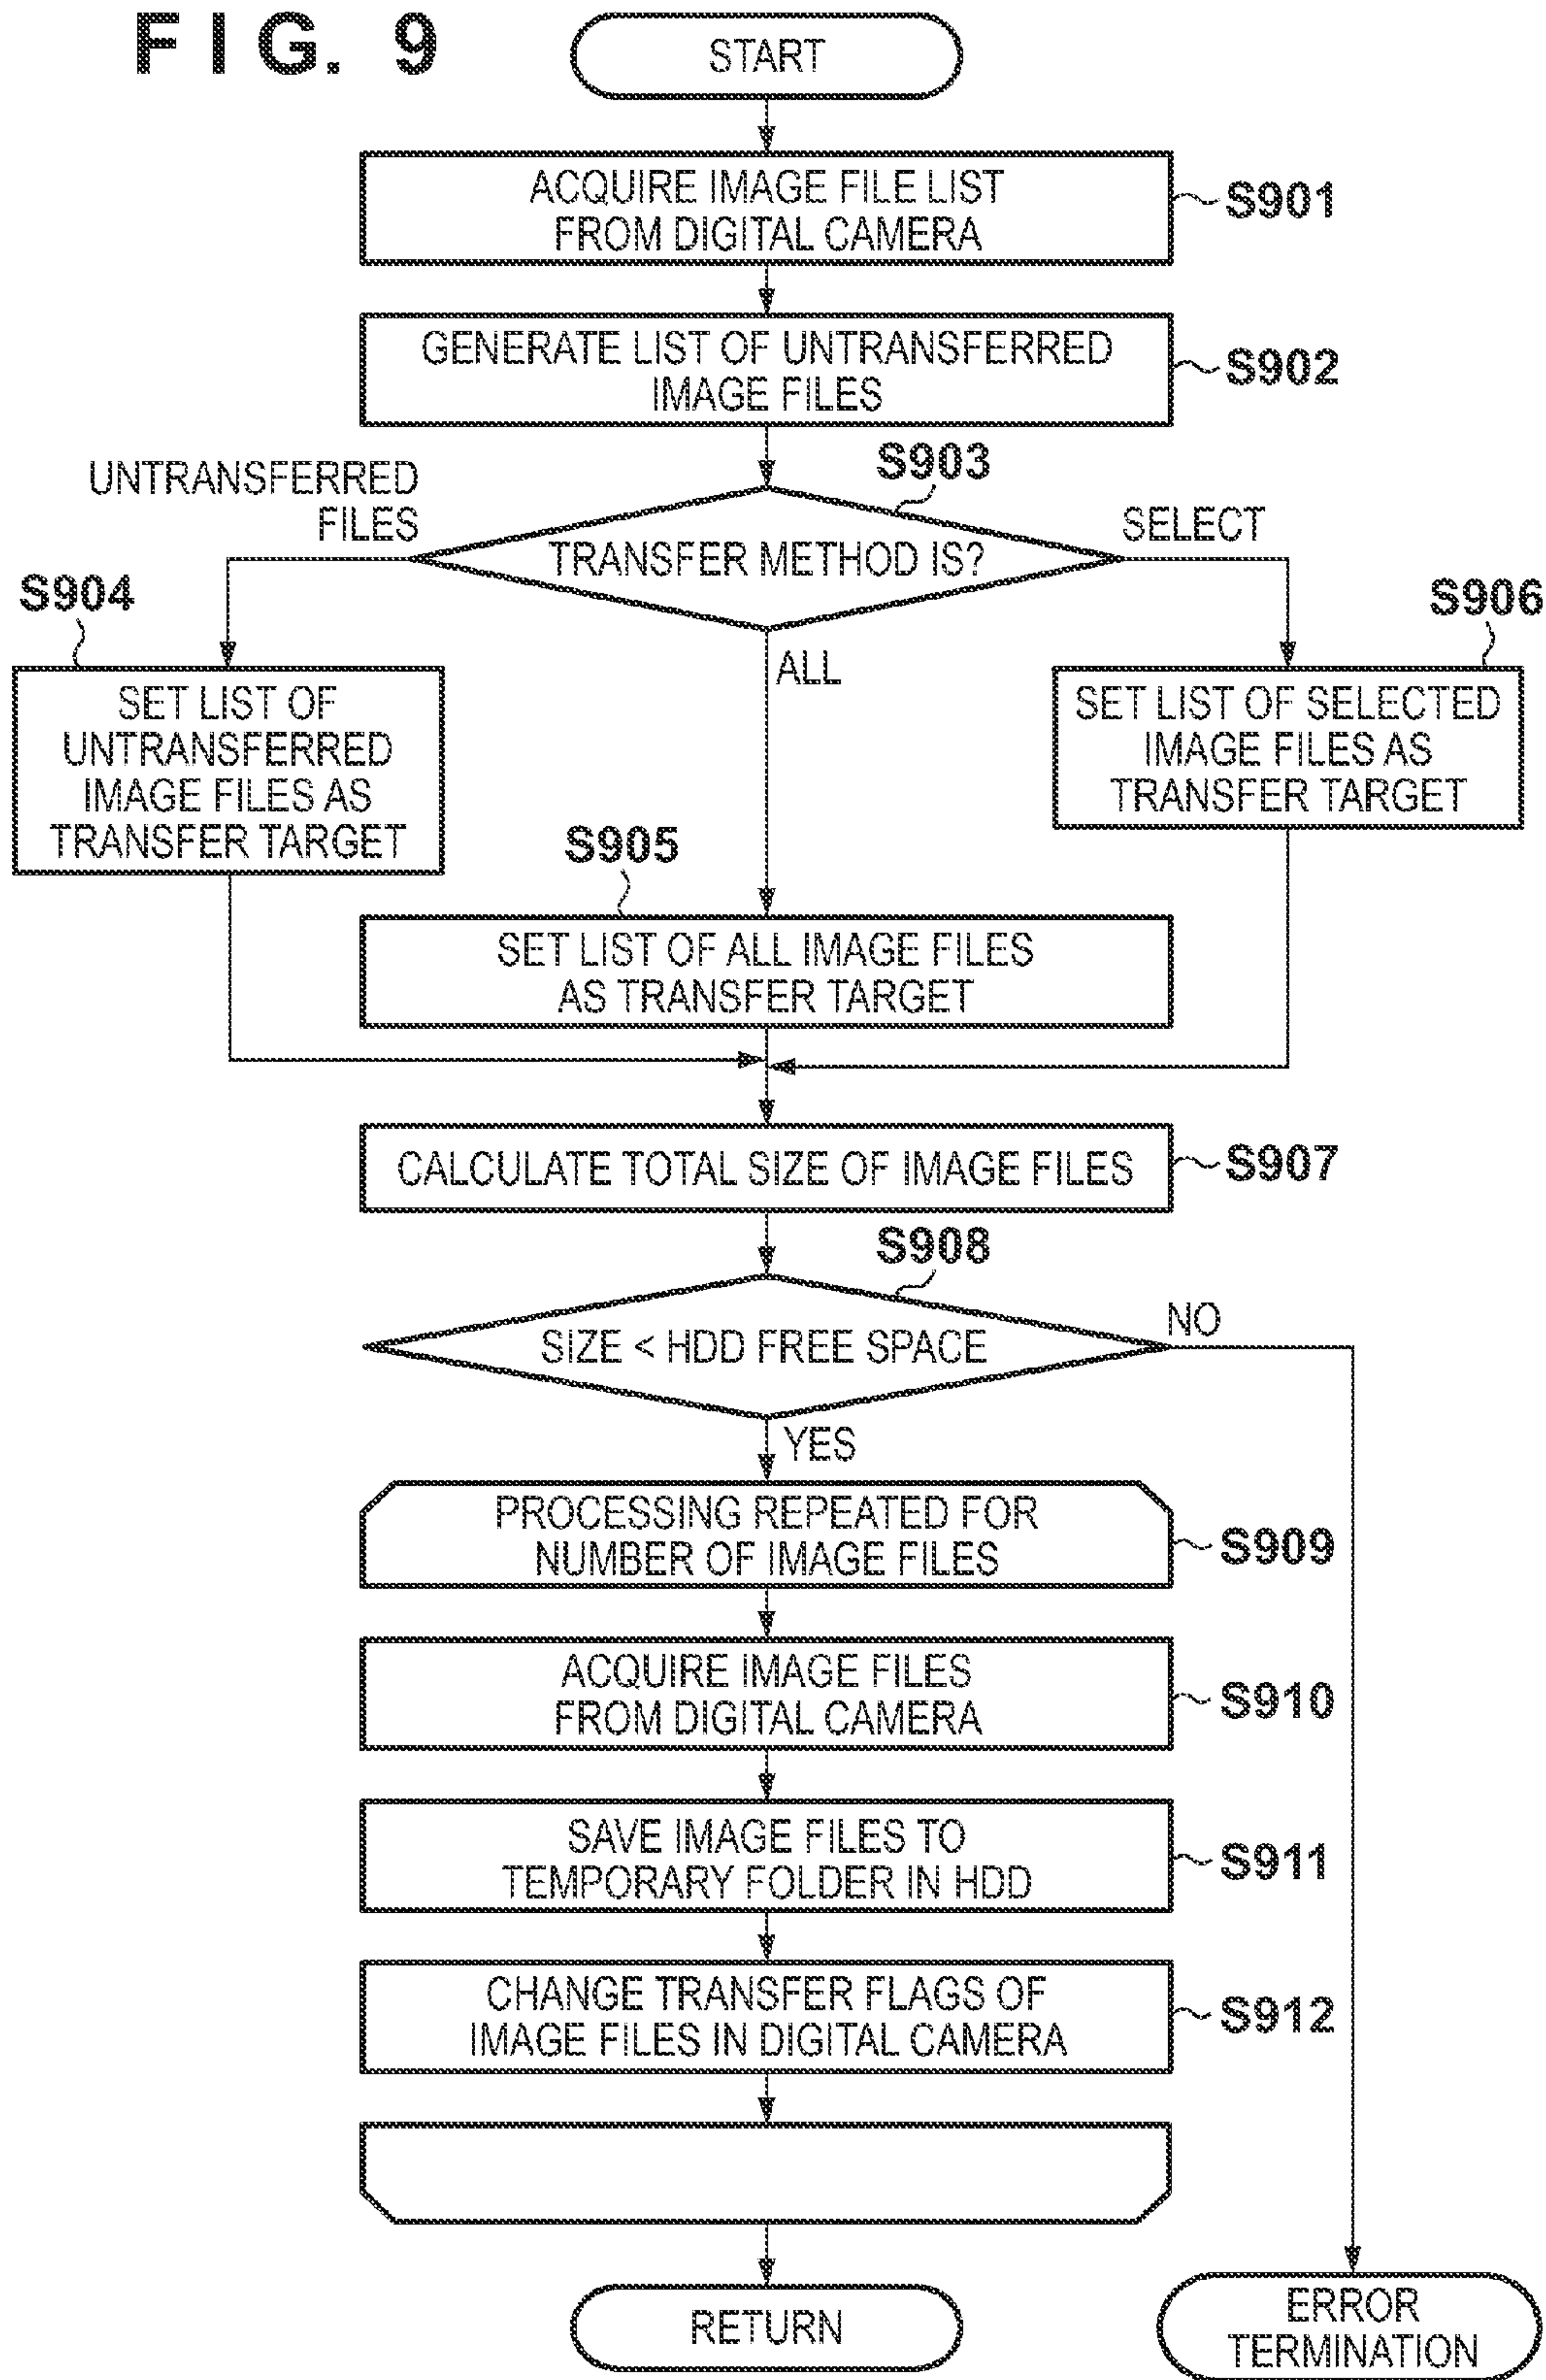 FIG. 9
START
ACQUIRE IMAGE FILE LIST
FROM DIGITAL CAMERA
S901
GENERATE LIST OF UNTRANSFERRED
IMAGE FILES
S902
S903
UNTRANSFERRED
FILES
TRANSFER METHOD IS?
SELECT
ALL
S904
SET LIST OF
UNTRANSFERRED
IMAGE FILES AS
TRANSFER TARGET
S906
SET LIST OF SELECTED
IMAGE FILES AS
TRANSFER TARGET
S905
SET LIST OF ALL IMAGE FILES
AS TRANSFER TARGET
CALCULATE TOTAL SIZE OF IMAGE FILES
S907
S908
SIZE < HDD FREE SPACE
NO
YES
PROCESSING REPEATED FOR
NUMBER OF IMAGE FILES
S909
ACQUIRE IMAGE FILES
FROM DIGITAL CAMERA
S910
SAVE IMAGE FILES TO
TEMPORARY FOLDER IN HDD
S911
CHANGE TRANSFER FLAGS OF
IMAGE FILES IN DIGITAL CAMERA
S912
RETURN
ERROR
TERMINATION